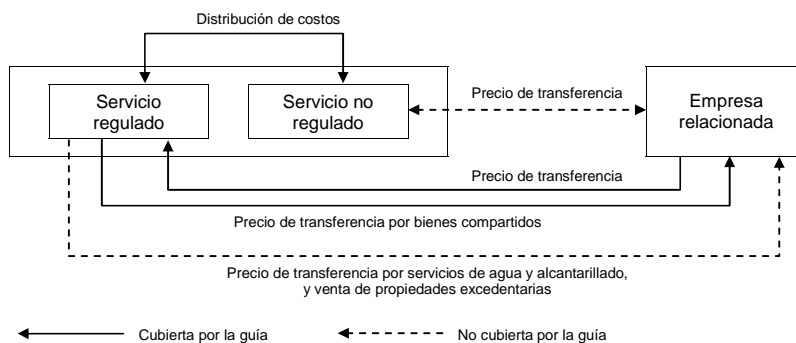 Distribución de costos
Servicio
regulado
Servicio no
regulado
Precio de transferencia
Empresa
relacionada
Precio de transferencia
Precio de transferencia por bienes compartidos
Precio de transferencia por servicios de agua y alcantarillado,
y venta de propiedades excedentarias
Cubierta por la guía
No cubierta por la guía